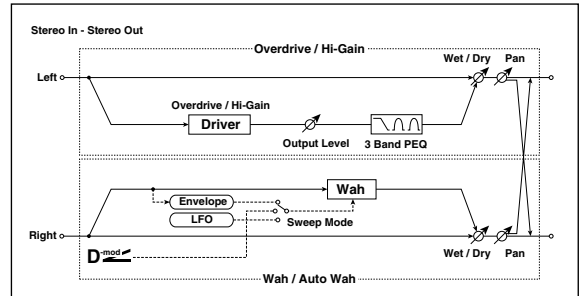 Stereo In - Stereo Out
Overdrive / Hi-Gain
Wet / Dry Pan
Left
Overdrive / Hi-Gain
Driver
Output Level 3 Band PEQ
Envelope
LFO
Sweep Mode
Wah
Right
D-mod
Wet / Dry Pan
Wah / Auto Wah